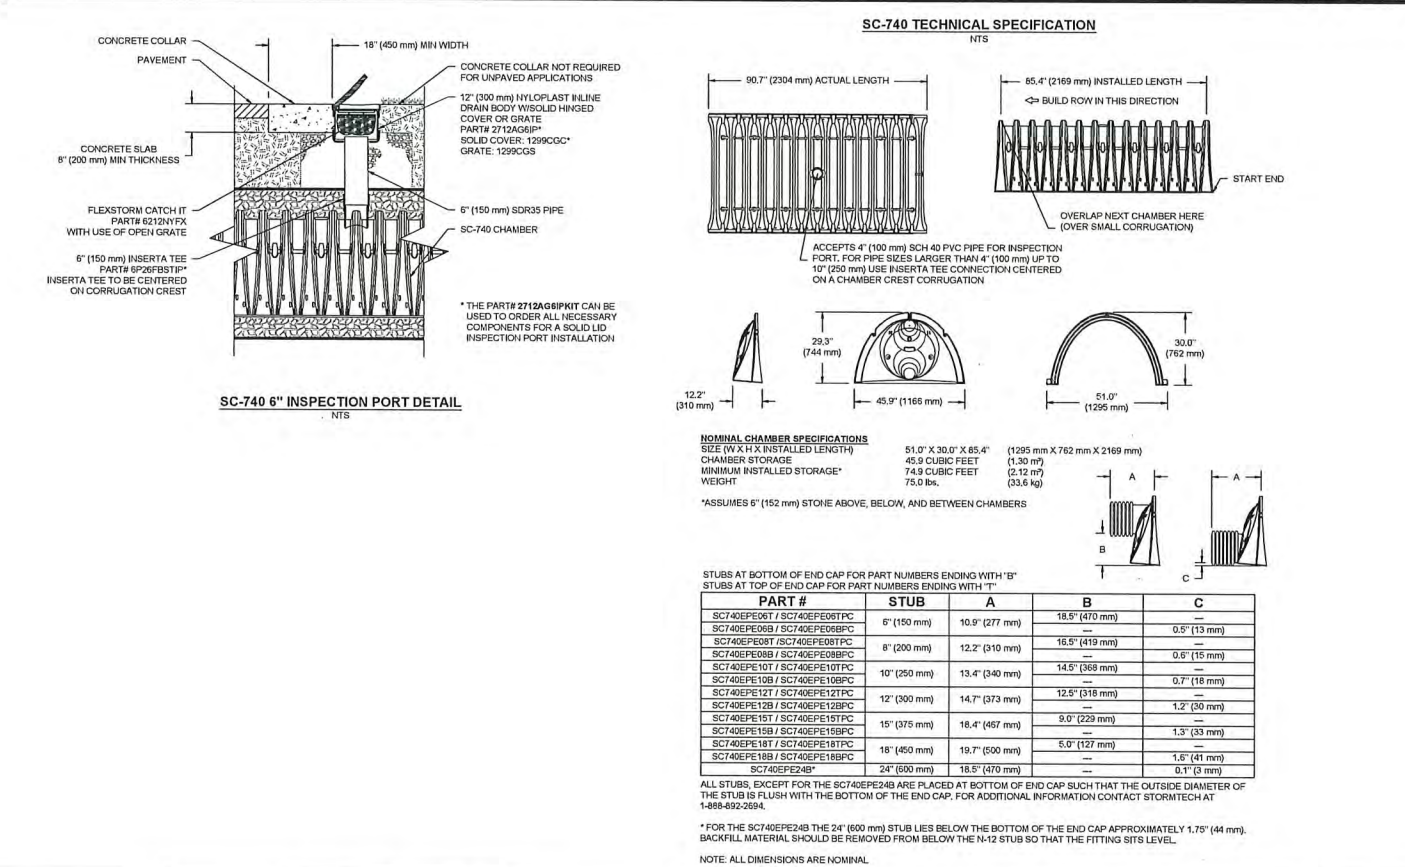 CONCRETE COLLAR
PAVEMENT
18" (450 mm) MIN WIDTH
CONCRETE COLLAR NOT REQUIRED
FOR UNPAVED APPLICATIONS
12" (300 mm) NYLOPLAST INLINE
DRAIN BODY W/SOLID HINGED
COVER OR GRATE
PART# 2712AG6IP*
SOLID COVER: 1299CGC*
GRATE: 1299CGS
CONCRETE SLAB
8" (200 mm) MIN THICKNESS
FLEXSTORM CATCH IT
PART# 6212NYFX
WITH USE OF OPEN GRATE
6" (150 mm) SDR35 PIPE
SC-740 CHAMBER
6" (150 mm) INSERTA TEE
PART# 6P26FBSTIP*
INSERTA TEE TO BE CENTERED
ON CORRUGATION CREST
* THE PART# 2712AG6IPKIT CAN BE
USED TO ORDER ALL NECESSARY
COMPONENTS FOR A SOLID LID
INSPECTION PORT INSTALLATION
SC-740 6" INSPECTION PORT DETAIL
NTS
SC-740 TECHNICAL SPECIFICATION
NTS
90.7" (2304 mm) ACTUAL LENGTH
85.4" (2169 mm) INSTALLED LENGTH
BUILD ROW IN THIS DIRECTION
START END
OVERLAP NEXT CHAMBER HERE
(OVER SMALL CORRUGATION)
ACCEPTS 4" (100 mm) SCH 40 PVC PIPE FOR INSPECTION
PORT. FOR PIPE SIZES LARGER THAN 4" (100 mm) UP TO
10" (250 mm) USE INSERTA TEE CONNECTION CENTERED
ON A CHAMBER CREST CORRUGATION
29.3"
(744 mm)
30.0"
(762 mm)
12.2"
(310 mm)
45.9" (1166 mm)
51.0"
(1295 mm)
NOMINAL CHAMBER SPECIFICATIONS
SIZE (W X H X INSTALLED LENGTH) 51.0" X 30.0" X 85.4" (1295 mm X 762 mm X 2169 mm)
CHAMBER STORAGE 45.9 CUBIC FEET (1.30 m³)
MINIMUM INSTALLED STORAGE* 74.9 CUBIC FEET (2.12 m³)
WEIGHT 75.0 lbs. (33.6 kg)
*ASSUMES 6" (152 mm) STONE ABOVE, BELOW, AND BETWEEN CHAMBERS
A
A
B
C
STUBS AT BOTTOM OF END CAP FOR PART NUMBERS ENDING WITH "B"
STUBS AT TOP OF END CAP FOR PART NUMBERS ENDING WITH "T"
PART # STUB A B C
SC740EPE06T / SC740EPE06TPC 6" (150 mm) 10.9" (277 mm) 18.5" (470 mm) —
SC740EPE06B / SC740EPE06BPC — 0.5" (13 mm)
SC740EPE08T /SC740EPE08TPC 8" (200 mm) 12.2" (310 mm) 16.5" (419 mm) —
SC740EPE08B / SC740EPE08BPC — 0.6" (15 mm)
SC740EPE10T / SC740EPE10TPC 10" (250 mm) 13.4" (340 mm) 14.5" (368 mm) —
SC740EPE10B / SC740EPE10BPC — 0.7" (18 mm)
SC740EPE12T / SC740EPE12TPC 12" (300 mm) 14.7" (373 mm) 12.5" (318 mm) —
SC740EPE12B / SC740EPE12BPC — 1.2" (30 mm)
SC740EPE15T / SC740EPE15TPC 15" (375 mm) 18.4" (467 mm) 9.0" (229 mm) —
SC740EPE15B / SC740EPE15BPC — 1.3" (33 mm)
SC740EPE18T / SC740EPE18TPC 18" (450 mm) 19.7" (500 mm) 5.0" (127 mm) —
SC740EPE18B / SC740EPE18BPC — 1.6" (41 mm)
SC740EPE24B* 24" (600 mm) 18.5" (470 mm) — 0.1" (3 mm)
ALL STUBS, EXCEPT FOR THE SC740EPE24B ARE PLACED AT BOTTOM OF END CAP SUCH THAT THE OUTSIDE DIAMETER OF
THE STUB IS FLUSH WITH THE BOTTOM OF THE END CAP. FOR ADDITIONAL INFORMATION CONTACT STORMTECH AT
1-888-892-2694.
* FOR THE SC740EPE24B THE 24" (600 mm) STUB LIES BELOW THE BOTTOM OF THE END CAP APPROXIMATELY 1.75" (44 mm).
BACKFILL MATERIAL SHOULD BE REMOVED FROM BELOW THE N-12 STUB SO THAT THE FITTING SITS LEVEL.
NOTE: ALL DIMENSIONS ARE NOMINAL